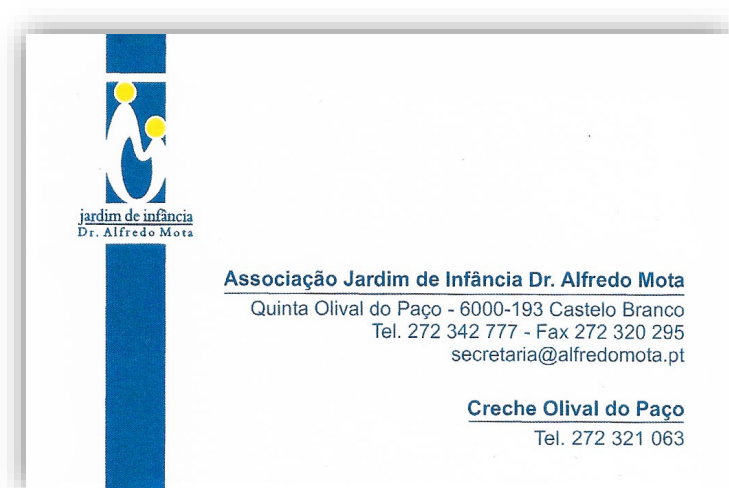 jardim de infância
Dr. Alfredo Mota
Associação Jardim de Infância Dr. Alfredo Mota
Quinta Olival do Paço - 6000-193 Castelo Branco
Tel. 272 342 777 - Fax 272 320 295
secretaria@alfredomota.pt
Creche Olival do Paço
Tel. 272 321 063